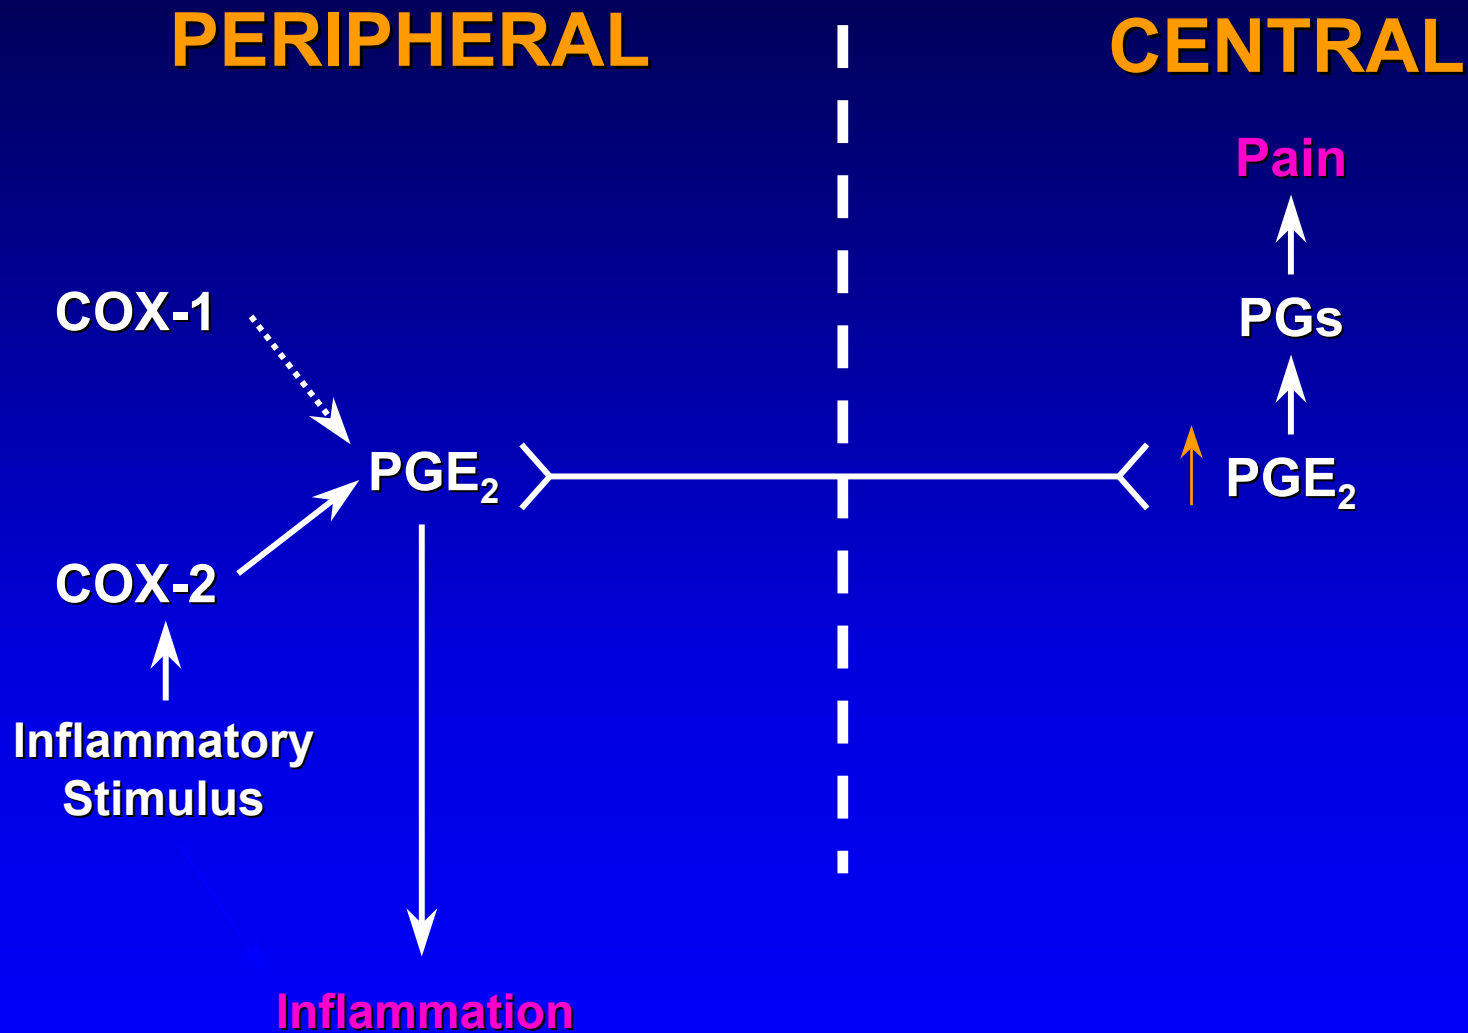 PERIPHERAL
CENTRAL
Pain
COX-1
PGs
PGE₂
PGE₂
COX-2
Inflammatory
Stimulus
Inflammation